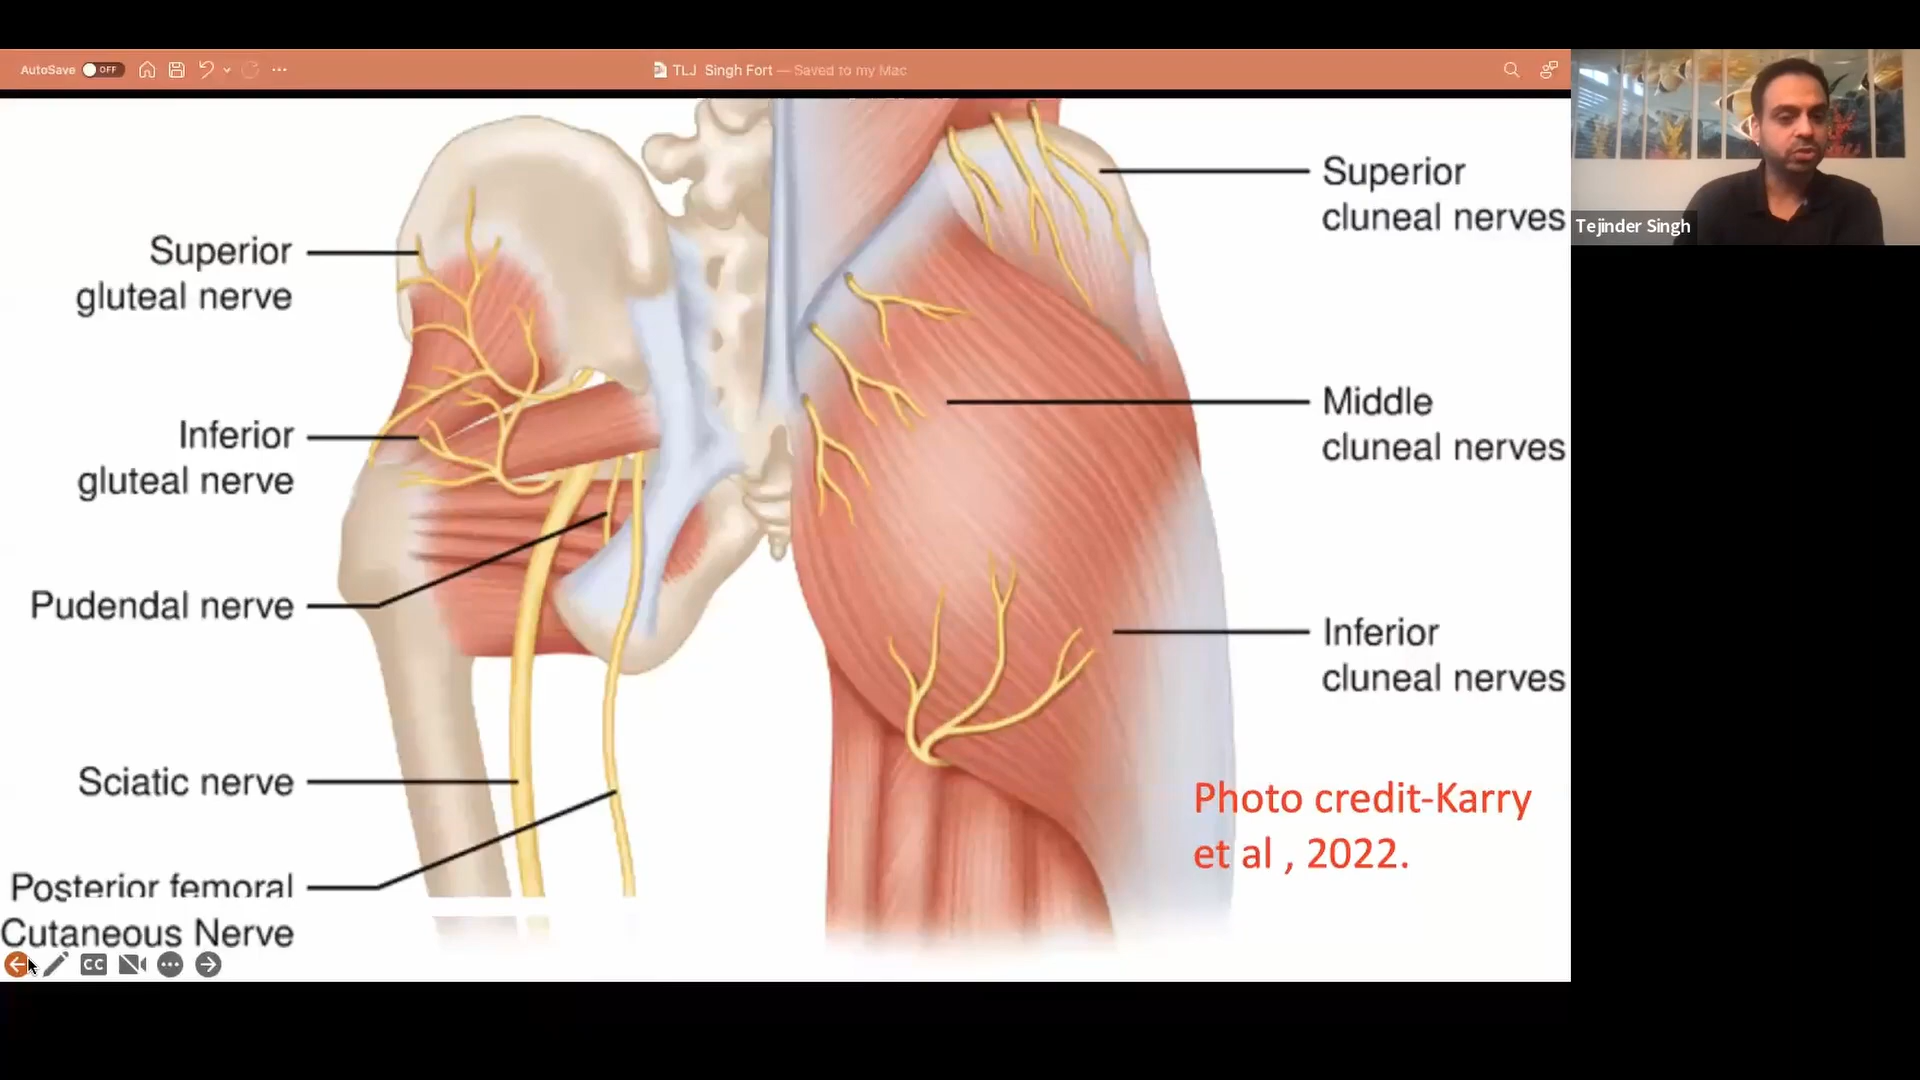 AutoSave OFF
TLJ Singh Fort — Saved to my Mac
Superior
gluteal nerve
Inferior
gluteal nerve
Pudendal nerve
Sciatic nerve
Posterior femoral
Cutaneous Nerve
Superior
cluneal nerves
Middle
cluneal nerves
Inferior
cluneal nerves
Photo credit-Karry
et al , 2022.
CC
Tejinder Singh